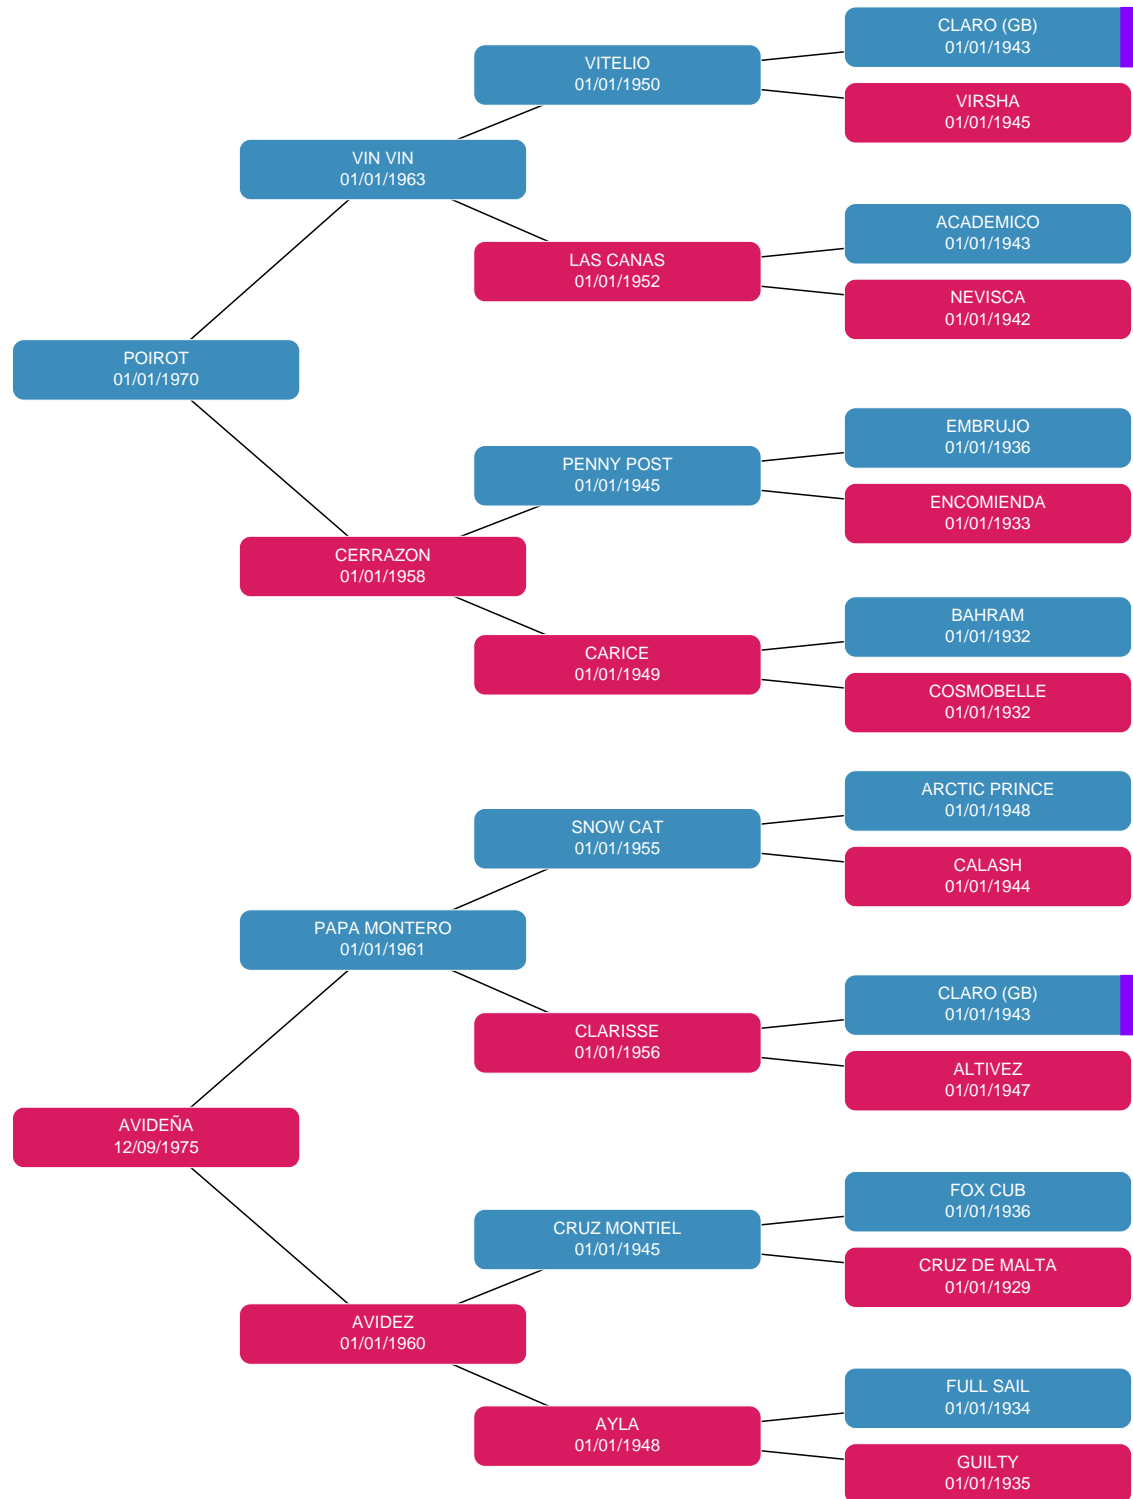 CLARO (GB)
01/01/1943
VITELIO
01/01/1950
VIRSHA
01/01/1945
VIN VIN
01/01/1963
ACADEMICO
01/01/1943
LAS CANAS
01/01/1952
NEVISCA
01/01/1942
POIROT
01/01/1970
EMBRUJO
01/01/1936
PENNY POST
01/01/1945
ENCOMIENDA
01/01/1933
CERRAZON
01/01/1958
BAHRAM
01/01/1932
CARICE
01/01/1949
COSMOBELLE
01/01/1932
ARCTIC PRINCE
01/01/1948
SNOW CAT
01/01/1955
CALASH
01/01/1944
PAPA MONTERO
01/01/1961
CLARO (GB)
01/01/1943
CLARISSE
01/01/1956
ALTIVEZ
01/01/1947
AVIDEÑA
12/09/1975
FOX CUB
01/01/1936
CRUZ MONTIEL
01/01/1945
CRUZ DE MALTA
01/01/1929
AVIDEZ
01/01/1960
FULL SAIL
01/01/1934
AYLA
01/01/1948
GUILTY
01/01/1935